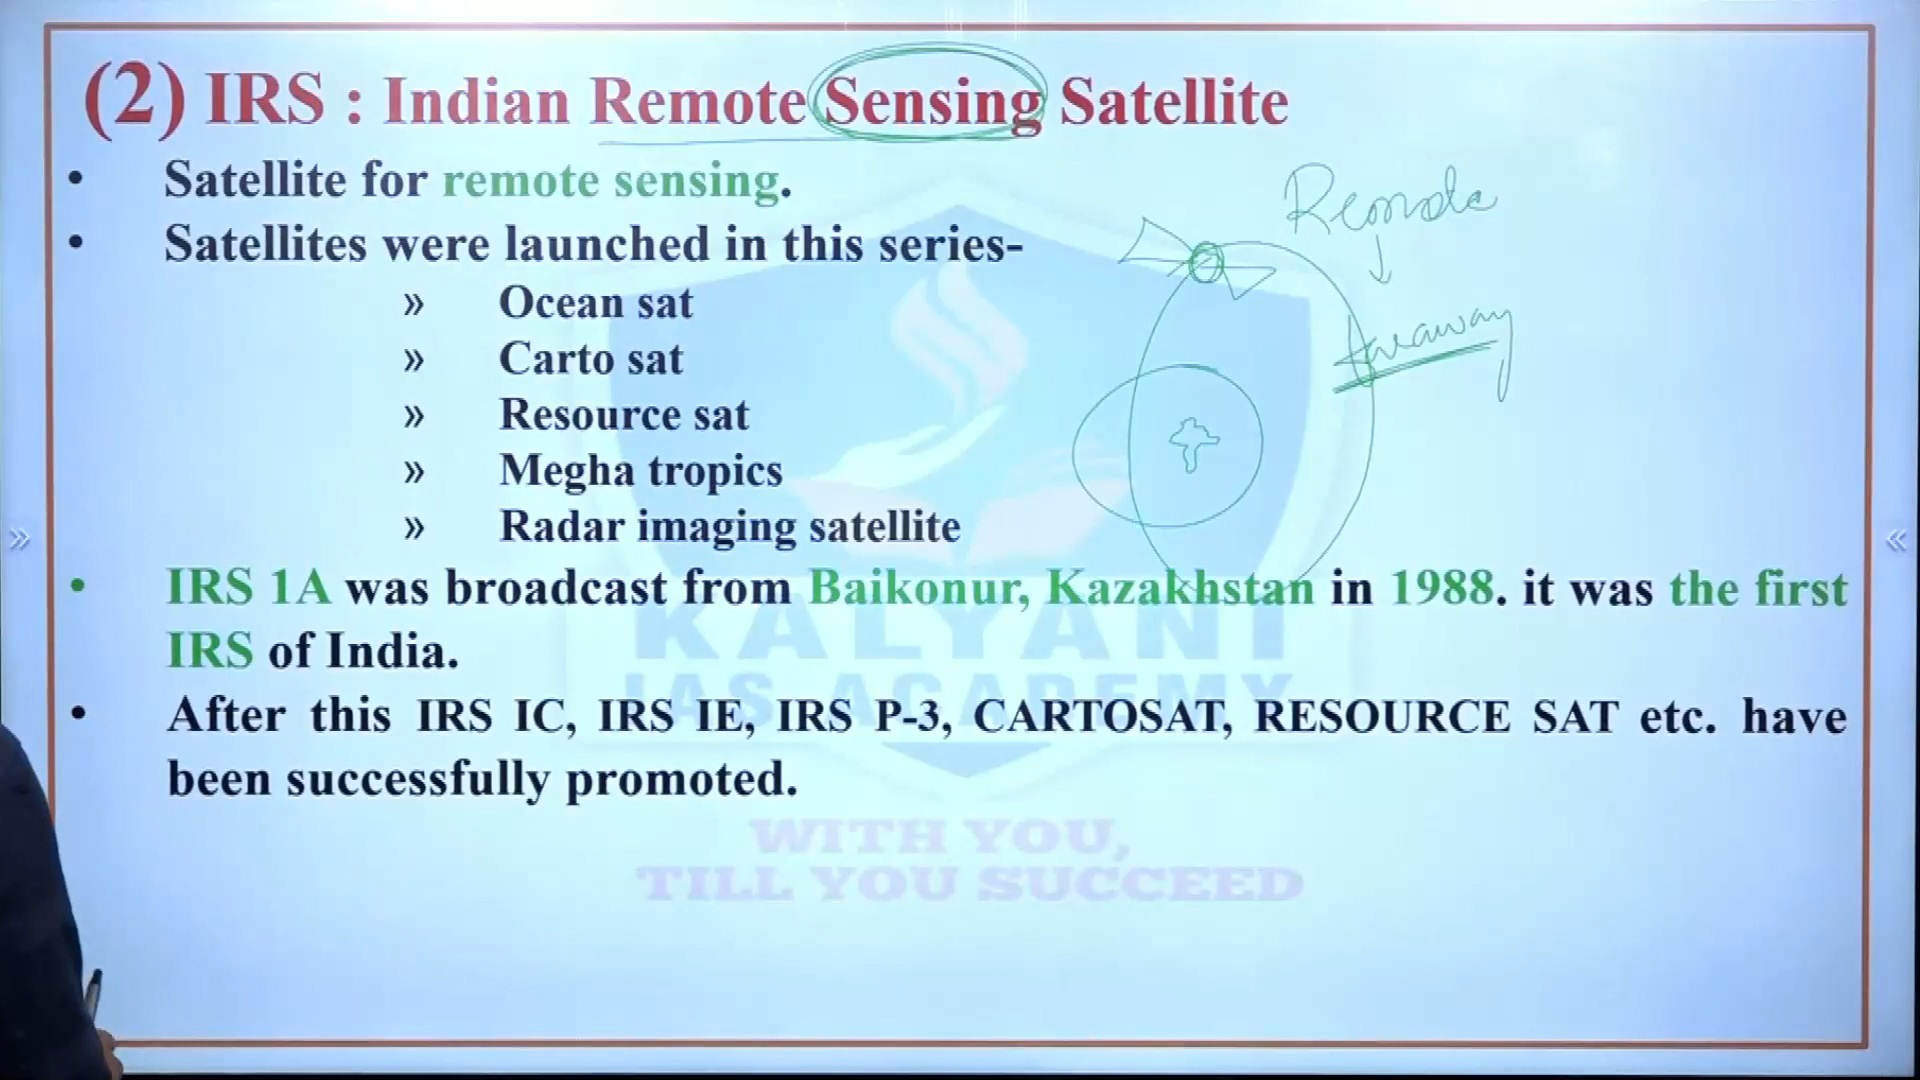 (2) IRS : Indian Remote Sensing Satellite
• Satellite for remote sensing.
• Satellites were launched in this series-
» Ocean sat
» Carto sat
» Resource sat
» Megha tropics
» Radar imaging satellite
• IRS 1A was broadcast from Baikonur, Kazakhstan in 1988. it was the first
IRS of India.
• After this IRS IC, IRS IE, IRS P-3, CARTOSAT, RESOURCE SAT etc. have
been successfully promoted.
Remote
faraway
KALYANI
IAS ACADEMY
WITH YOU,
TILL YOU SUCCEED